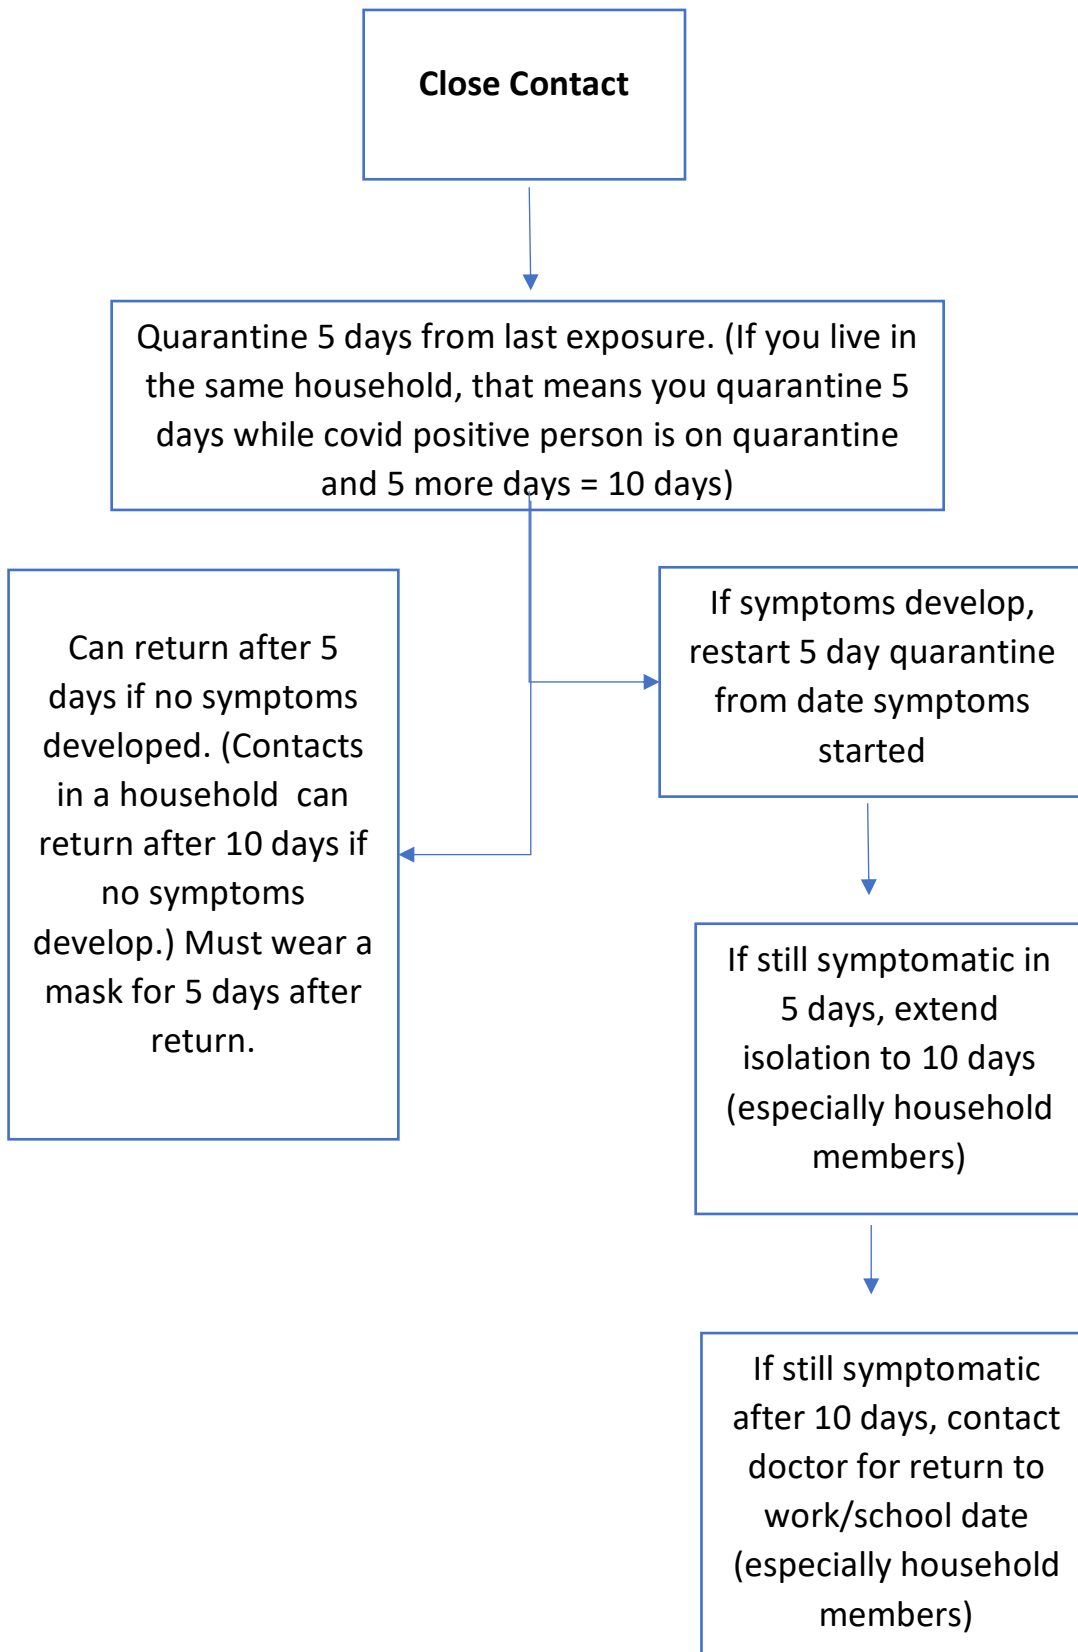 Close Contact
Quarantine 5 days from last exposure. (If you live in
the same household, that means you quarantine 5
days while covid positive person is on quarantine
and 5 more days = 10 days)
Can return after 5
days if no symptoms
developed. (Contacts
in a household  can
return after 10 days if
no symptoms
develop.) Must wear a
mask for 5 days after
return.
If symptoms develop,
restart 5 day quarantine
from date symptoms
started
If still symptomatic in
5 days, extend
isolation to 10 days
(especially household
members)
If still symptomatic
after 10 days, contact
doctor for return to
work/school date
(especially household
members)